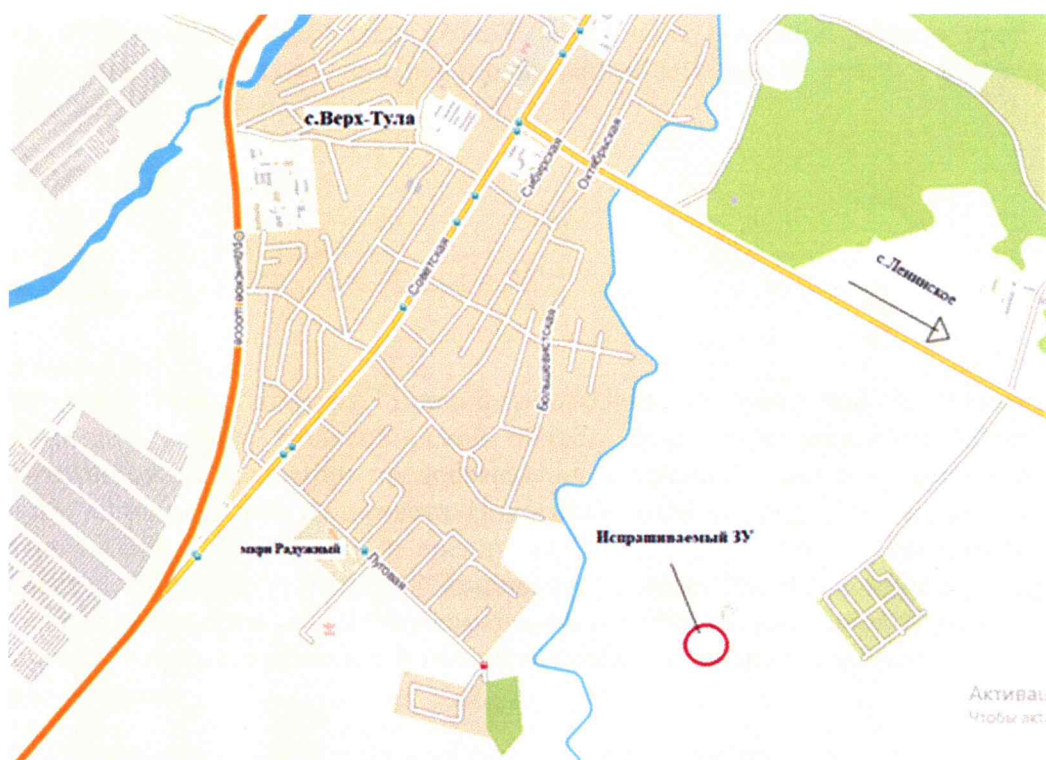 с.Верх-Тула
Сибирская
Октябрьская
Советская
с.Ленинское
Большевистская
Испрашиваемый ЗУ
мкрн Радужный
Луговая
Активац
Чтобы акт